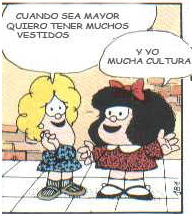 CUANDO SEA MAYOR
QUIERO TENER MUCHOS
VESTIDOS
Y YO
MUCHA CULTURA